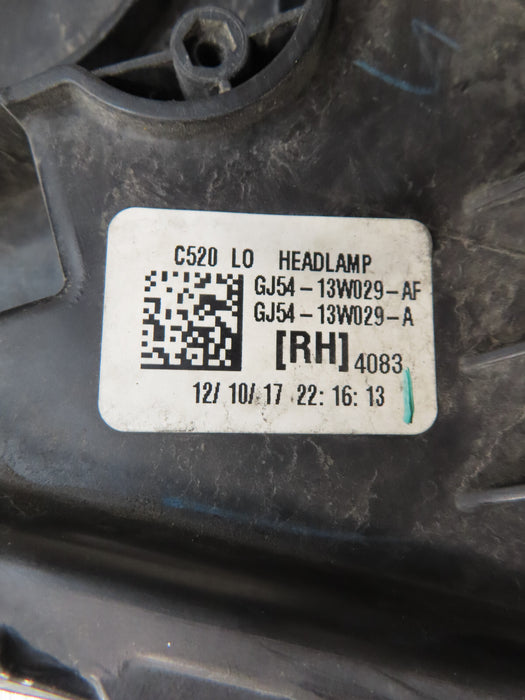 C520 LO HEADLAMP
GJ54-13W029-AF
GJ54-13W029-A
[RH] 4083
12/ 10/ 17 22: 16: 13